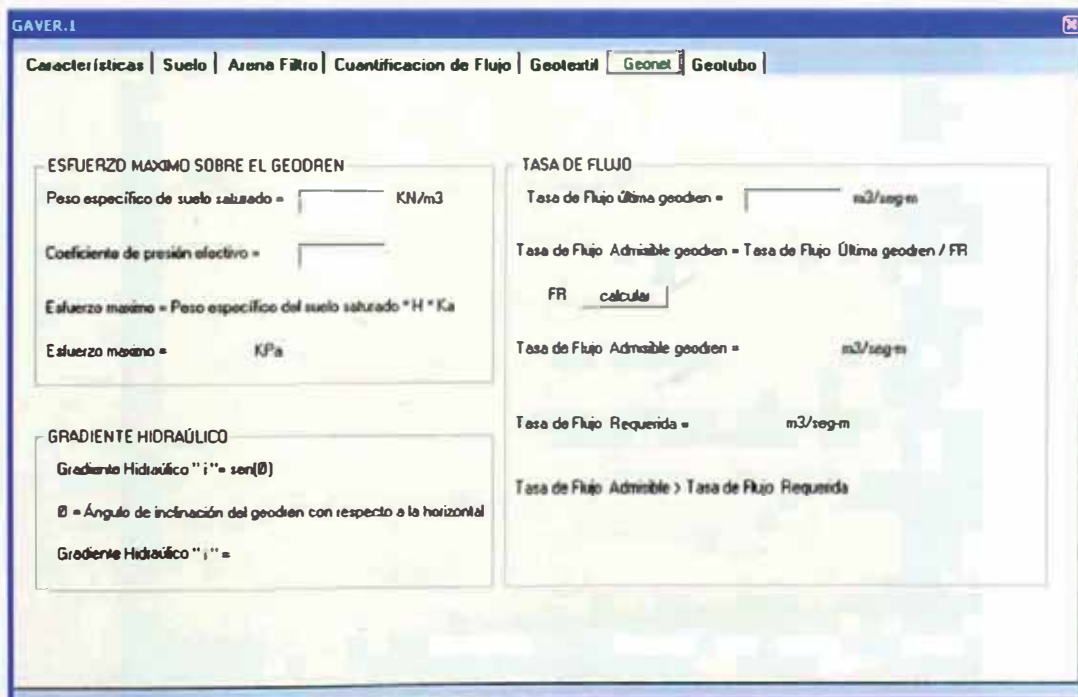 GAVER.1
Características | Suelo | Arena Filtro | Cuantificacion de Flujo | Geotextil | Geonet | Geotubo |
ESFUERZO MAXIMO SOBRE EL GEODREN
Peso específico de suelo saturado = KN/m3
Coeficiente de presión efectivo =
Esfuerzo maximo = Peso específico del suelo saturado * H * Ka
Esfuerzo maximo = KPa
GRADIENTE HIDRAÚLICO
Gradiente Hidraúlico " i " = sen(Ø)
Ø = Ángulo de inclinación del geodren con respecto a la horizontal
Gradiente Hidraúlico " i " =
TASA DE FLUJO
Tasa de Flujo última geodren = m3/seg-m
Tasa de Flujo Admisible geodren = Tasa de Flujo Última geodren / FR
FR calcular
Tasa de Flujo Admisible geodren = m3/seg-m
Tasa de Flujo Requerida = m3/seg-m
Tasa de Flujo Admisible > Tasa de Flujo Requerida